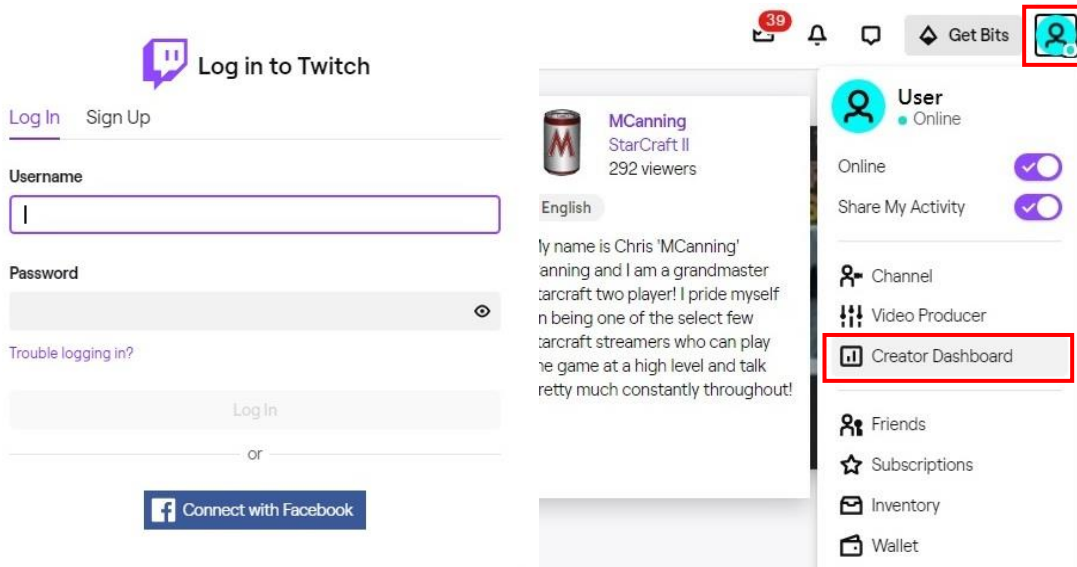 Log in to Twitch
Log In
Sign Up
Username
Password
Trouble logging in?
Log In
or
Connect with Facebook
39
Get Bits
M
MCanning
StarCraft II
292 viewers
English
My name is Chris 'MCanning'
anning and I am a grandmaster
tarcraft two player! I pride myself
n being one of the select few
tarcraft streamers who can play
he game at a high level and talk
retty much constantly throughout!
User
Online
Online
Share My Activity
Channel
Video Producer
Creator Dashboard
Friends
Subscriptions
Inventory
Wallet